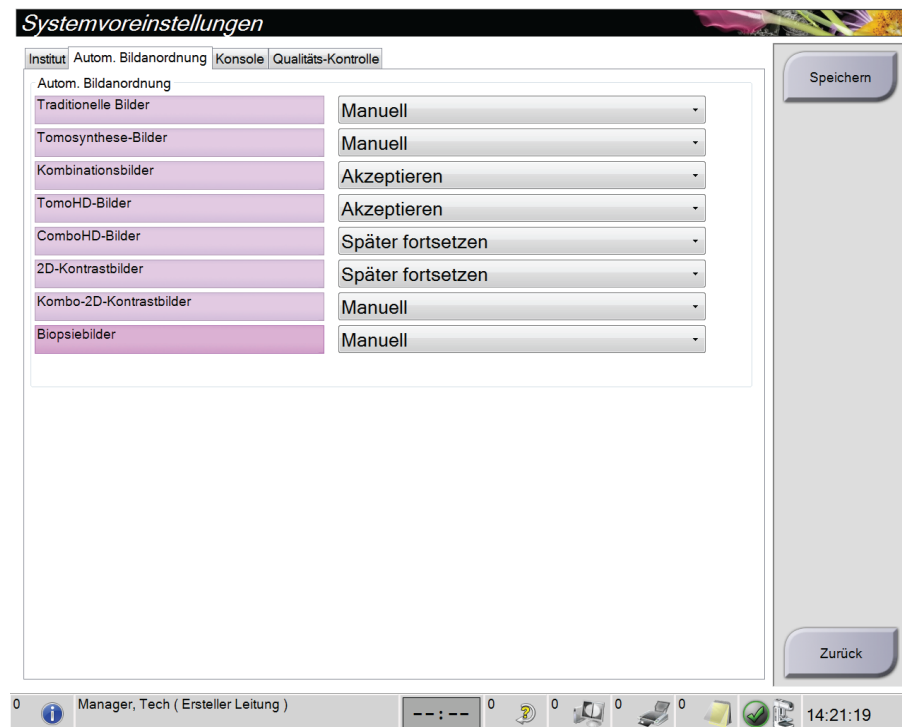 Systemvoreinstellungen
Institut Autom. Bildanordnung Konsole Qualitäts-Kontrolle
Speichern
Autom. Bildanordnung
Traditionelle Bilder Manuell
Tomosynthese-Bilder Manuell
Kombinationsbilder Akzeptieren
TomoHD-Bilder Akzeptieren
ComboHD-Bilder Später fortsetzen
2D-Kontrastbilder Später fortsetzen
Kombo-2D-Kontrastbilder Manuell
Biopsiebilder Manuell
Zurück
0 Manager, Tech ( Ersteller Leitung ) --:-- 0 0 0 0 14:21:19